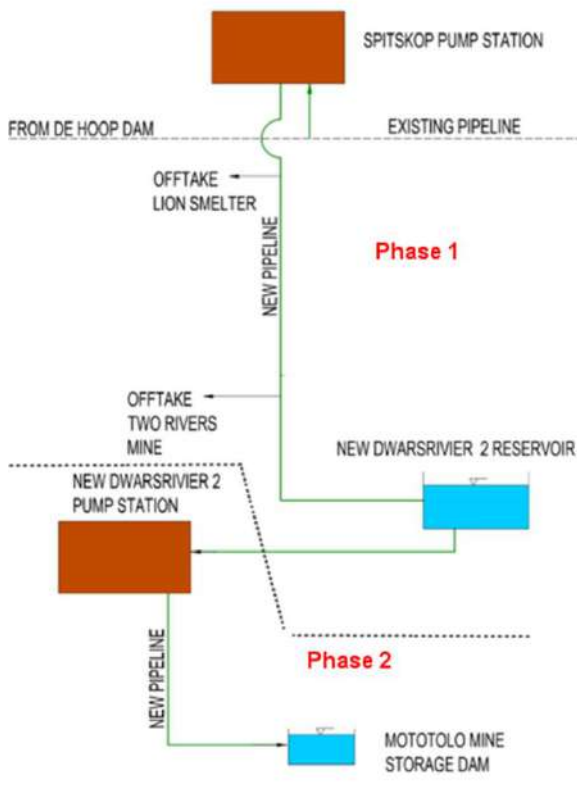 SPITSKOP PUMP STATION
FROM DE HOOP DAM
EXISTING PIPELINE
OFFTAKE
LION SMELTER
NEW PIPELINE
Phase 1
OFFTAKE
TWO RIVERS
MINE
NEW DWARSRIVIER 2 RESERVOIR
NEW DWARSRIVIER 2
PUMP STATION
Phase 2
NEW PIPELINE
MOTOTOLO MINE
STORAGE DAM